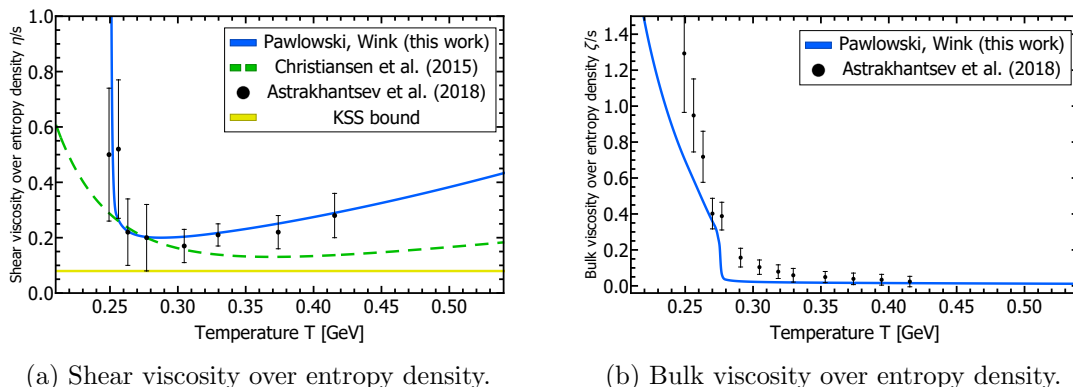 Shear viscosity over entropy density η/s
1.0
0.8
0.6
0.4
0.2
0.0
Pawlowski, Wink (this work)
Christiansen et al. (2015)
Astrakhantsev et al. (2018)
KSS bound
0.25 0.30 0.35 0.40 0.45 0.50
Temperature T [GeV]
(a) Shear viscosity over entropy density.
Bulk viscosity over entropy density ζ/s
1.4
1.2
1.0
0.8
0.6
0.4
0.2
0.0
Pawlowski, Wink (this work)
Astrakhantsev et al. (2018)
0.25 0.30 0.35 0.40 0.45 0.50
Temperature T [GeV]
(b) Bulk viscosity over entropy density.